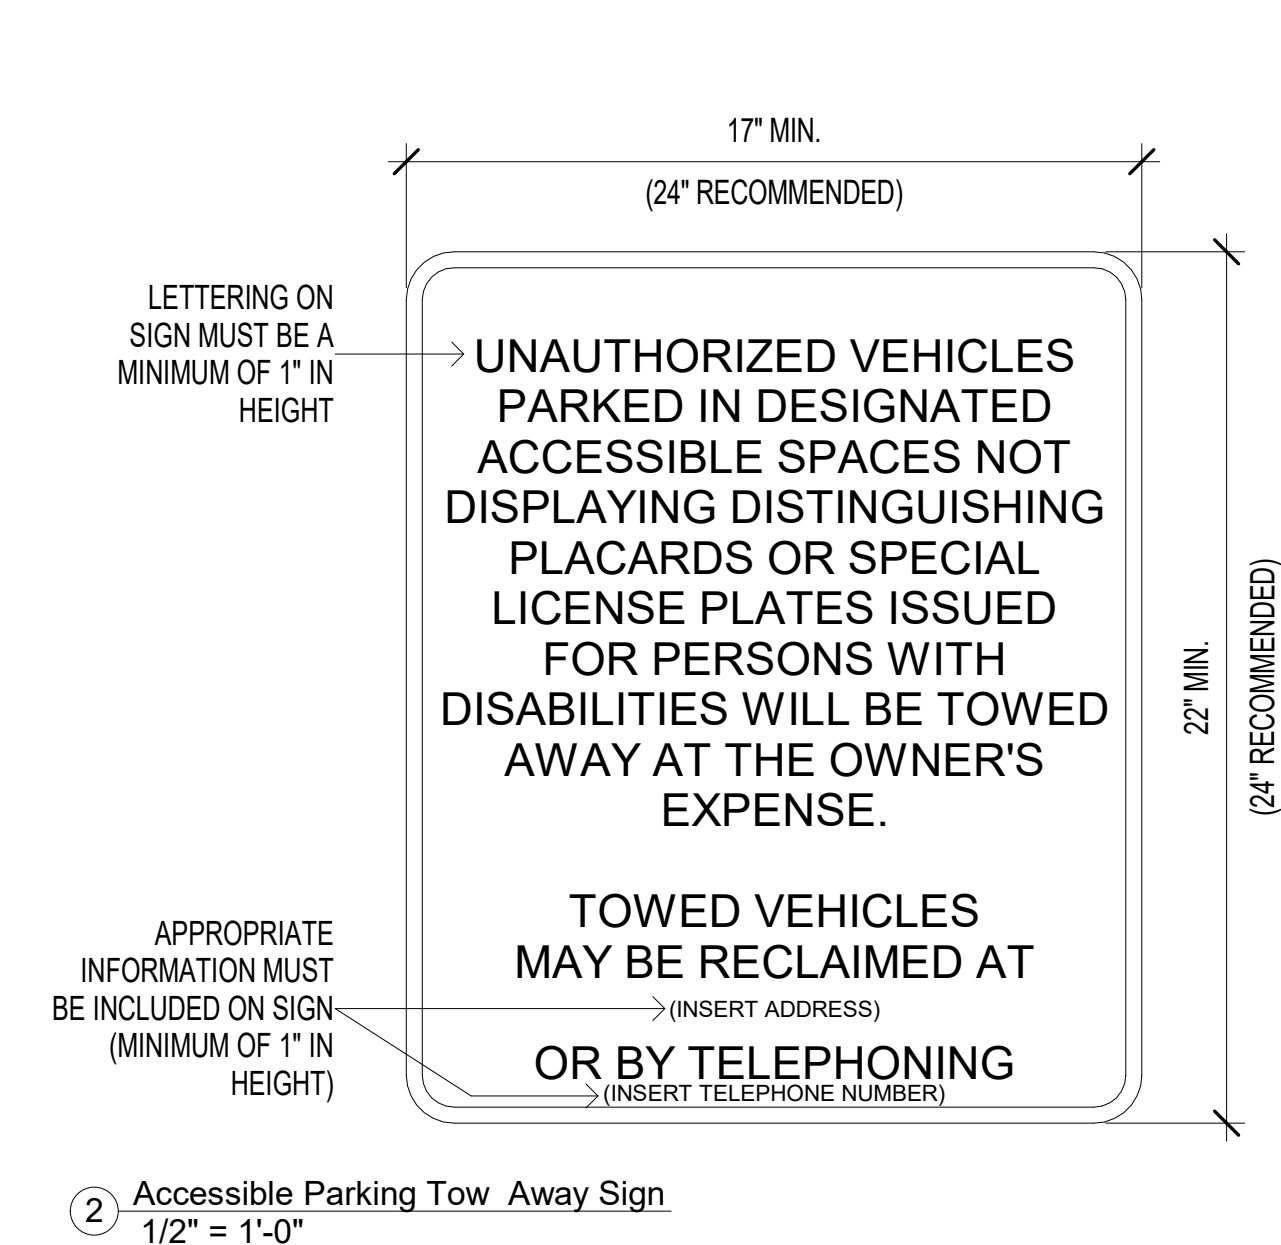 17" MIN.
(24" RECOMMENDED)
LETTERING ON
SIGN MUST BE A
MINIMUM OF 1" IN
HEIGHT
UNAUTHORIZED VEHICLES
PARKED IN DESIGNATED
ACCESSIBLE SPACES NOT
DISPLAYING DISTINGUISHING
PLACARDS OR SPECIAL
LICENSE PLATES ISSUED
FOR PERSONS WITH
DISABILITIES WILL BE TOWED
AWAY AT THE OWNER'S
EXPENSE.
22" MIN.
(24" RECOMMENDED)
TOWED VEHICLES
MAY BE RECLAIMED AT
(INSERT ADDRESS)
OR BY TELEPHONING
(INSERT TELEPHONE NUMBER)
APPROPRIATE
INFORMATION MUST
BE INCLUDED ON SIGN
(MINIMUM OF 1" IN
HEIGHT)
2 Accessible Parking Tow Away Sign
1/2" = 1'-0"